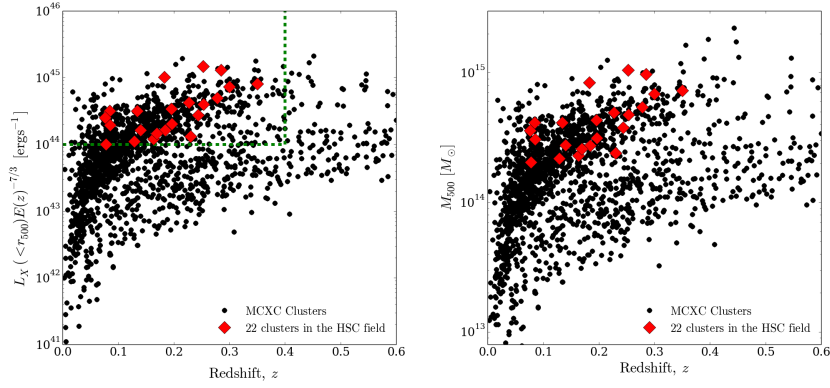 10^46
10^45
10^44
10^43
10^42
10^41
L_X (<r_500)E(z)^−7/3 [ergs^−1]
0.0 0.1 0.2 0.3 0.4 0.5 0.6
Redshift, z
MCXC Clusters
22 clusters in the HSC field
10^15
10^14
10^13
M_500 [M_⊙]
0.0 0.1 0.2 0.3 0.4 0.5 0.6
Redshift, z
MCXC Clusters
22 clusters in the HSC field